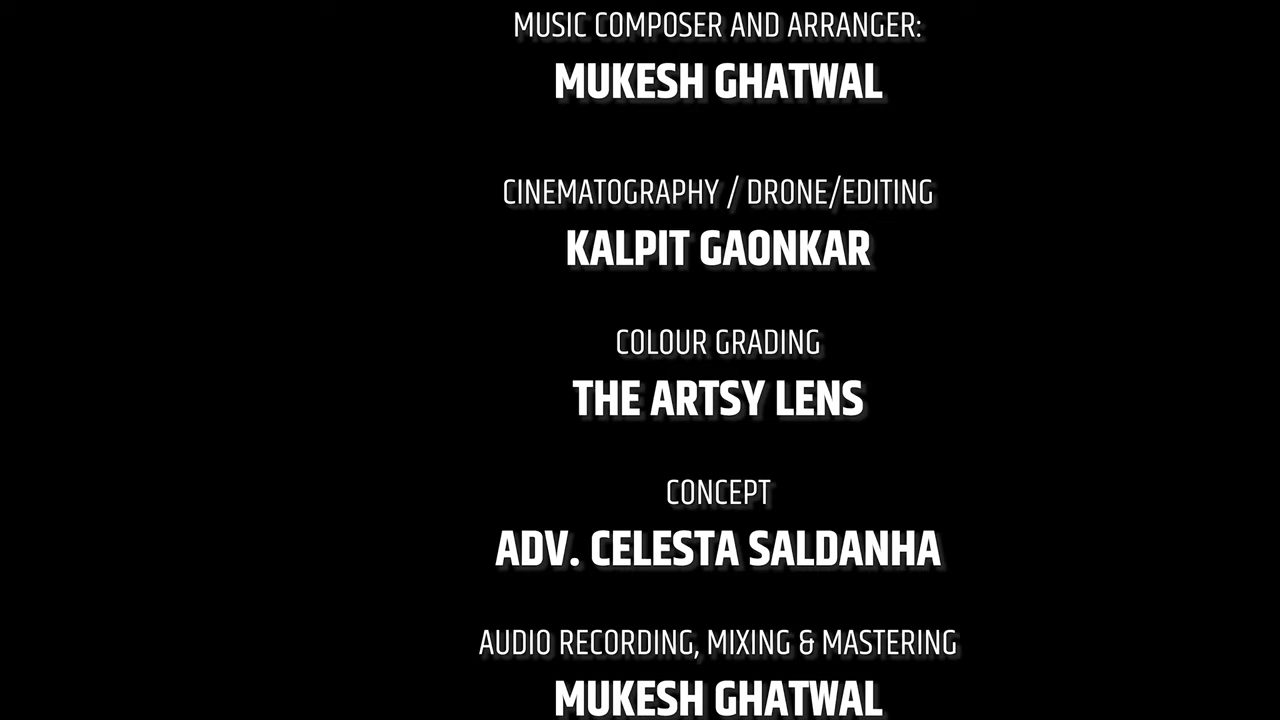 MUSIC COMPOSER AND ARRANGER:
MUKESH GHATWAL
CINEMATOGRAPHY / DRONE/EDITING
KALPIT GAONKAR
COLOUR GRADING
THE ARTSY LENS
CONCEPT
ADV. CELESTA SALDANHA
AUDIO RECORDING, MIXING & MASTERING
MUKESH GHATWAL